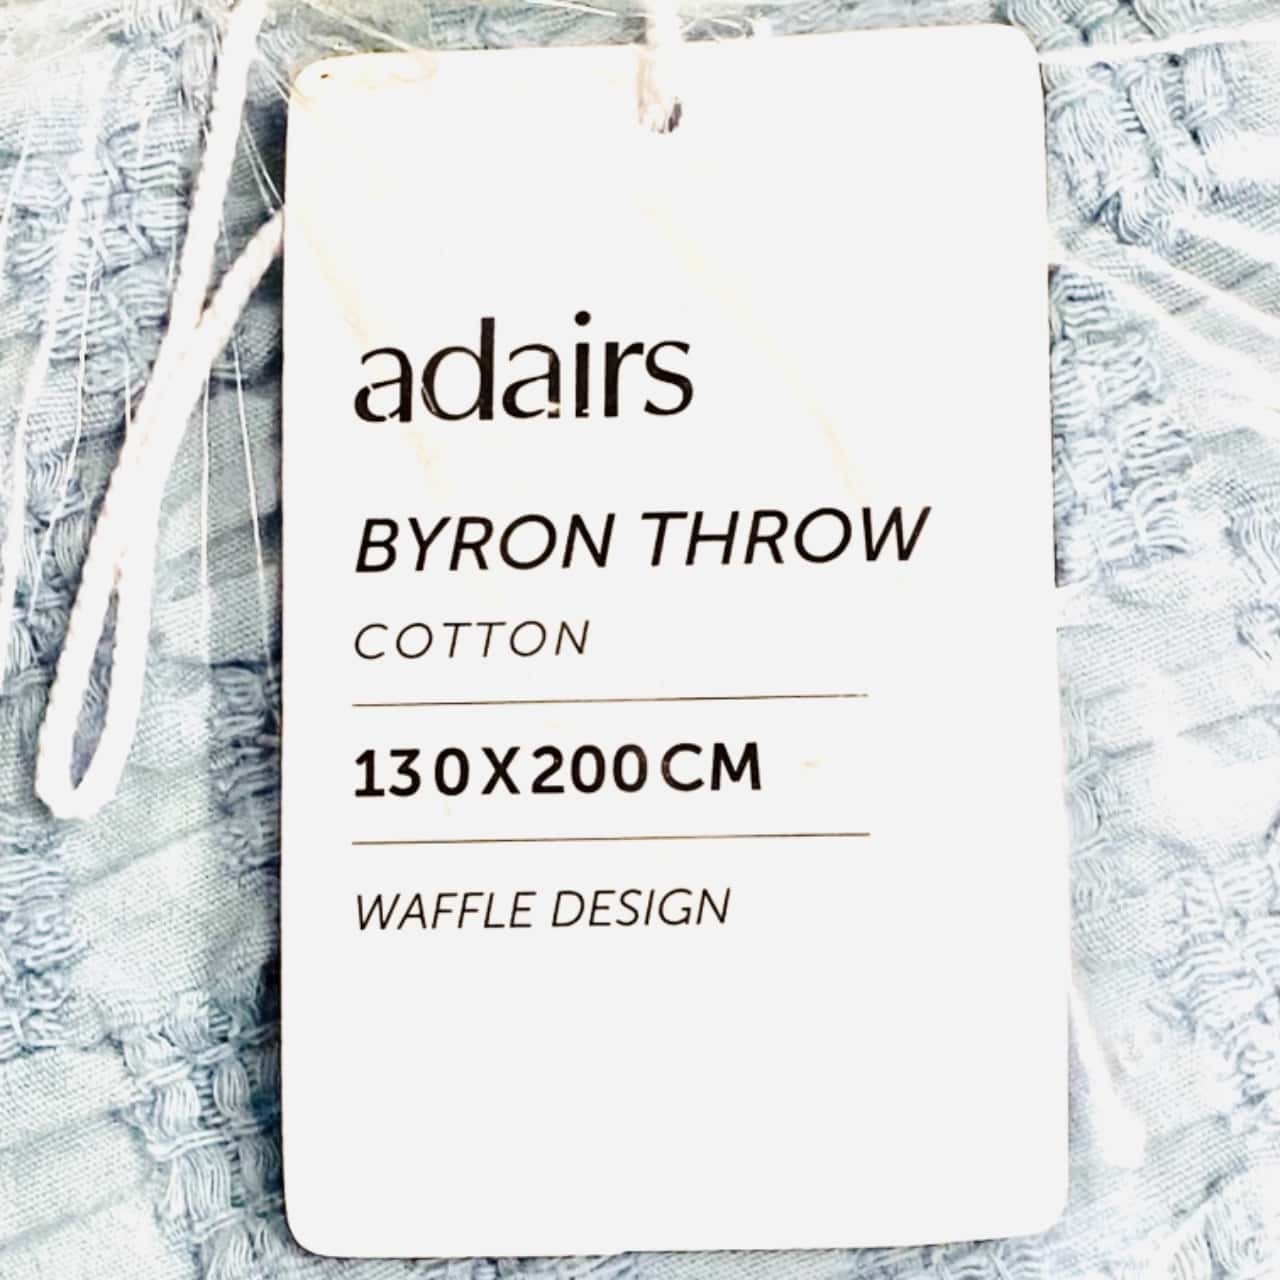 adairs
BYRON THROW
COTTON
130X200CM
WAFFLE DESIGN